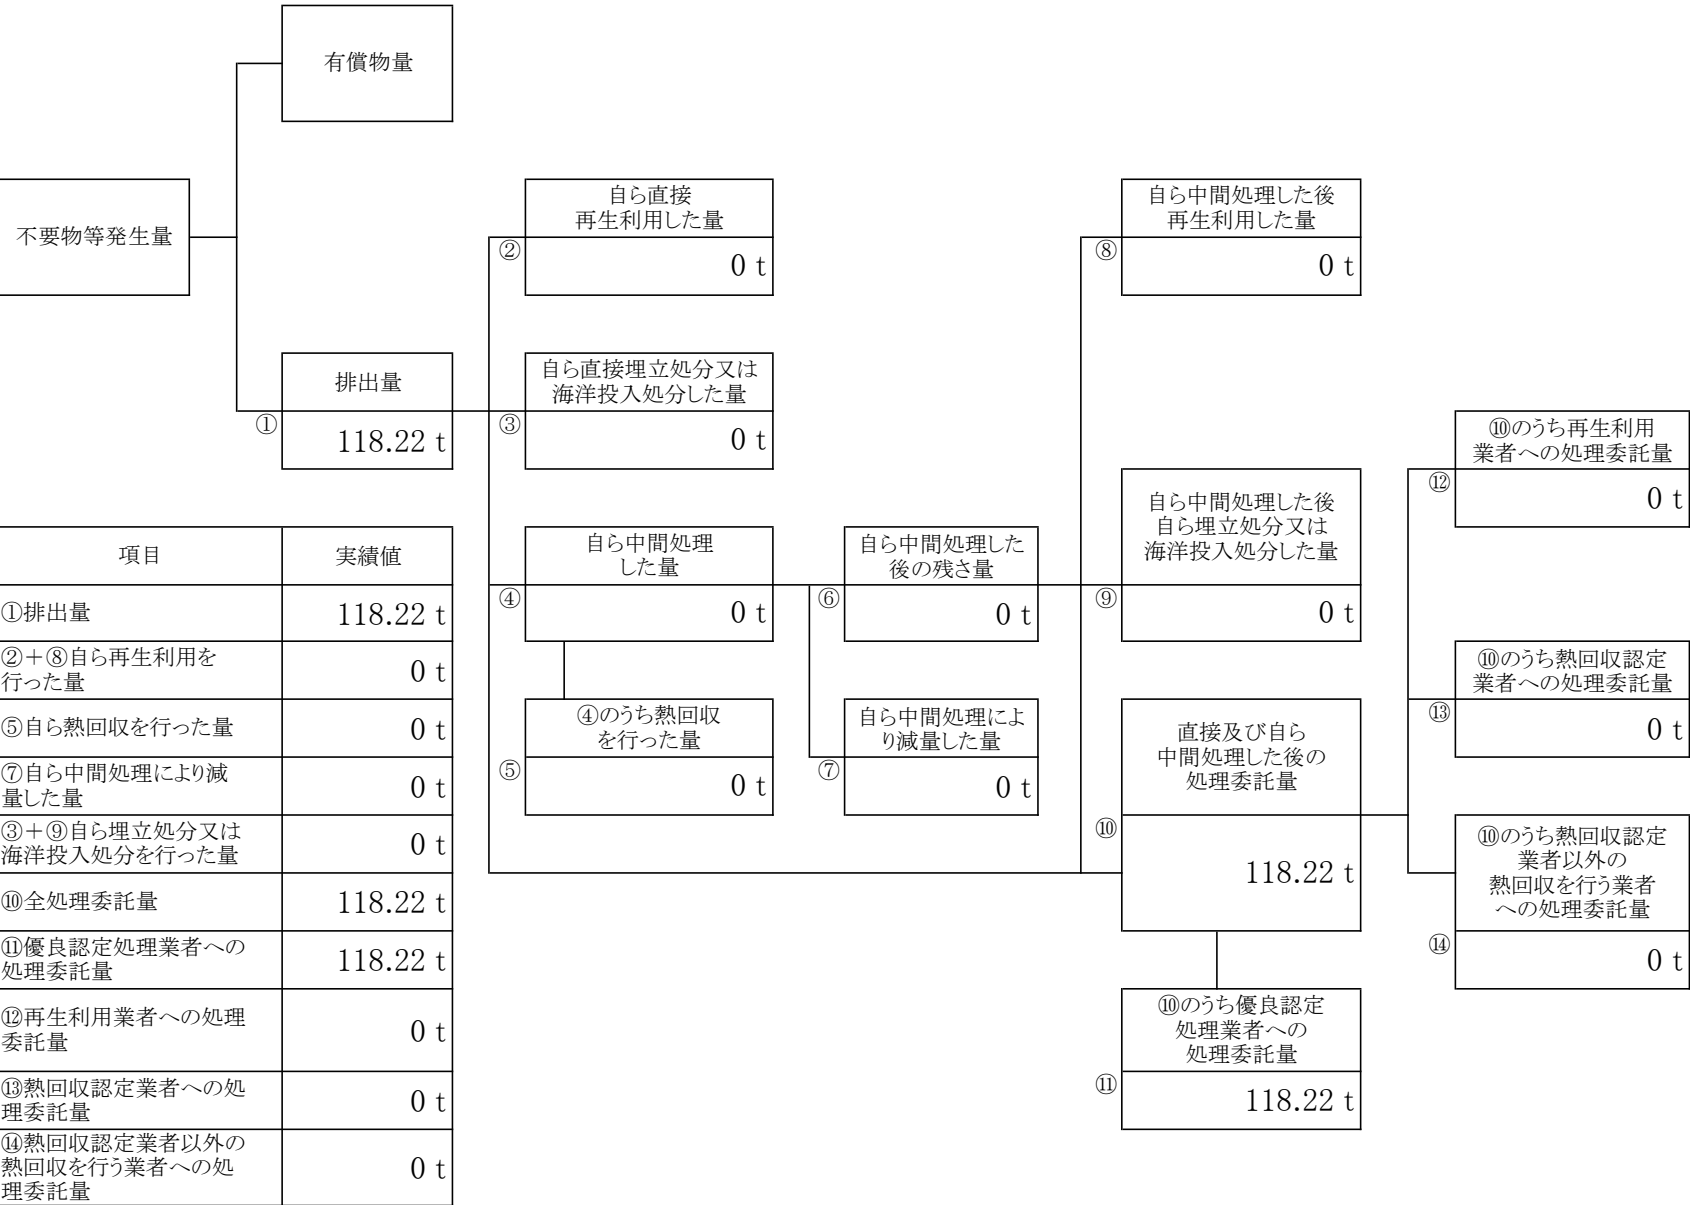 有償物量
不要物等発生量
自ら直接
再生利用した量
②
0 t
自ら中間処理した後
再生利用した量
⑧
0 t
排出量
①
118.22 t
自ら直接埋立処分又は
海洋投入処分した量
③
0 t
⑩のうち再生利用
業者への処理委託量
⑫
0 t
自ら中間処理
した量
④
0 t
自ら中間処理した
後の残さ量
⑥
0 t
自ら中間処理した後
自ら埋立処分又は
海洋投入処分した量
⑨
0 t
④のうち熱回収
を行った量
⑤
0 t
自ら中間処理によ
り減量した量
⑦
0 t
直接及び自ら
中間処理した後の
処理委託量
⑩
118.22 t
⑩のうち熱回収認定
業者への処理委託量
⑬
0 t
⑩のうち熱回収認定
業者以外の
熱回収を行う業者
への処理委託量
⑭
0 t
⑩のうち優良認定
処理業者への
処理委託量
⑪
118.22 t
項目 実績値
①排出量 118.22 t
②＋⑧自ら再生利用を
行った量 0 t
⑤自ら熱回収を行った量 0 t
⑦自ら中間処理により減
量した量 0 t
③＋⑨自ら埋立処分又は
海洋投入処分を行った量 0 t
⑩全処理委託量 118.22 t
⑪優良認定処理業者への
処理委託量 118.22 t
⑫再生利用業者への処理
委託量 0 t
⑬熱回収認定業者への処
理委託量 0 t
⑭熱回収認定業者以外の
熱回収を行う業者への処
理委託量 0 t